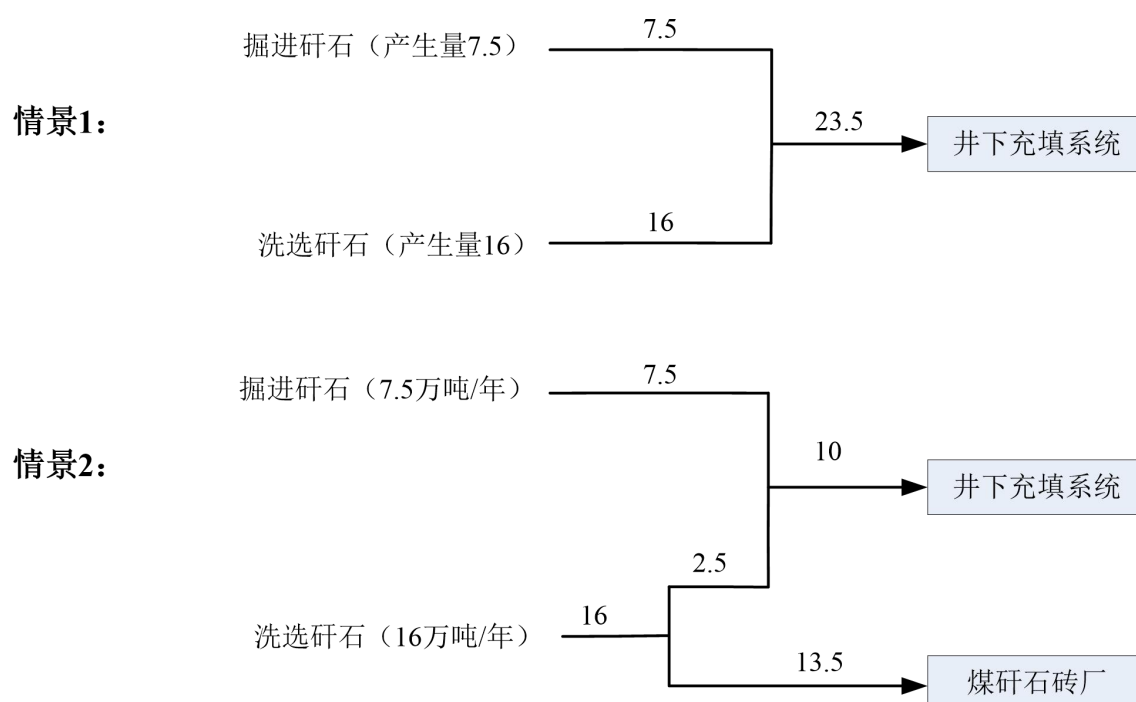 掘进矸石（产生量7.5）
7.5
情景1：
23.5
井下充填系统
洗选矸石（产生量16）
16
掘进矸石（7.5万吨/年）
7.5
情景2：
10
井下充填系统
2.5
洗选矸石（16万吨/年）
16
13.5
煤矸石砖厂